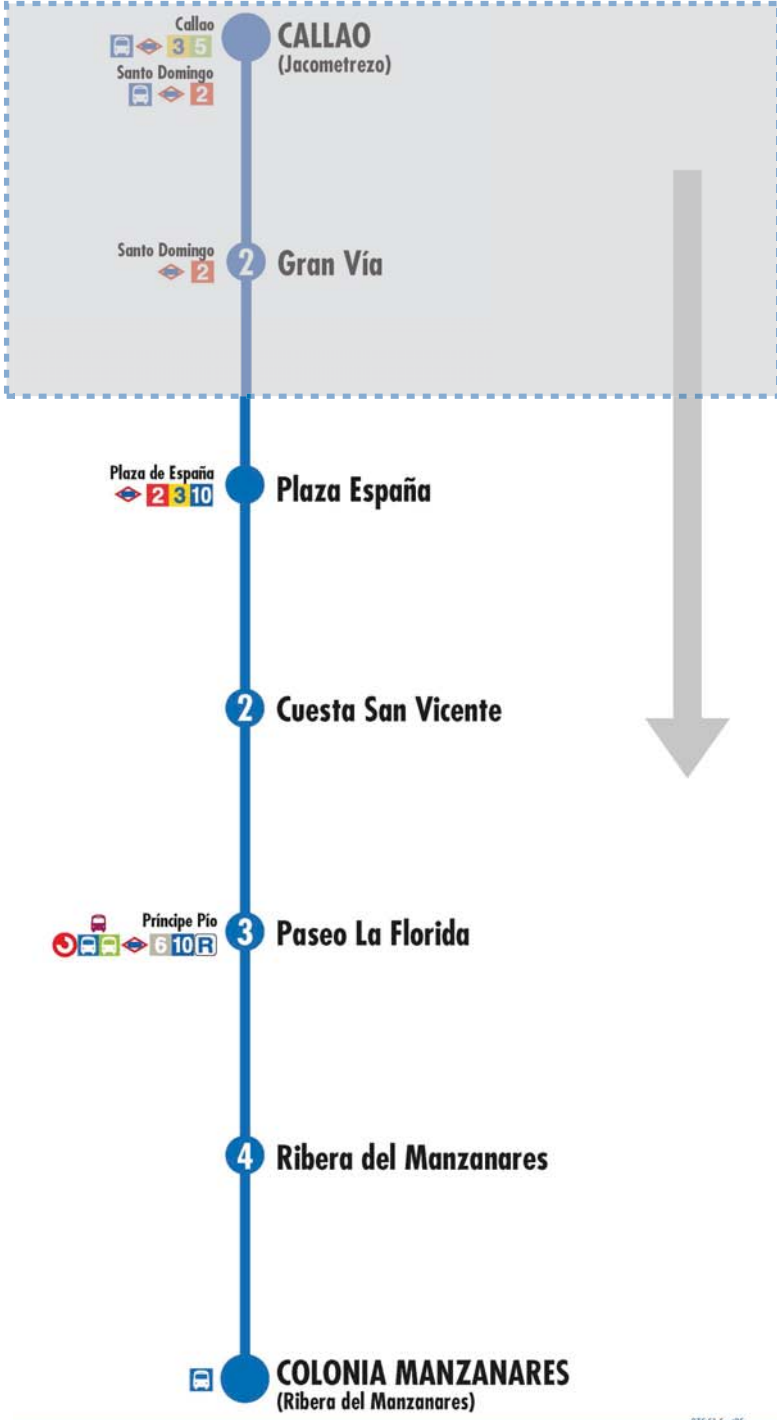 Callao
3 5
CALLAO
(Jacometrezo)
Santo Domingo
2
Santo Domingo
2
2
Gran Vía
Plaza de España
2 3 10
Plaza España
2
Cuesta San Vicente
Príncipe Pío
6 10 R
3
Paseo La Florida
4
Ribera del Manzanares
COLONIA MANZANARES
(Ribera del Manzanares)